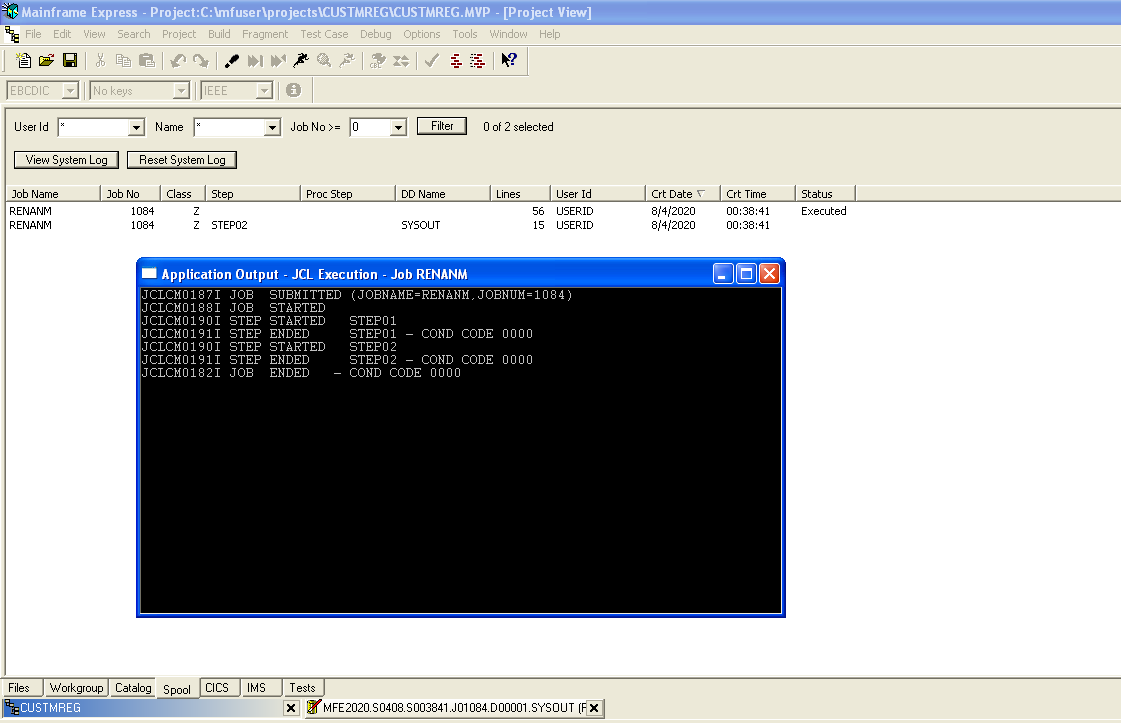 Mainframe Express - Project:C:\mfuser\projects\CUSTMREG\CUSTMREG.MVP - [Project View]
File Edit View Search Project Build Fragment Test Case Debug Options Tools Window Help
EBCDIC No keys IEEE
User Id * Name * Job No >= 0 Filter 0 of 2 selected
View System Log Reset System Log
Job Name Job No Class Step Proc Step DD Name Lines User Id Crt Date Crt Time Status
RENANM 1084 Z 56 USERID 8/4/2020 00:38:41 Executed
RENANM 1084 Z STEP02 SYSOUT 15 USERID 8/4/2020 00:38:41
Application Output - JCL Execution - Job RENANM
JCLCM0187I JOB SUBMITTED (JOBNAME=RENANM,JOBNUM=1084)
JCLCM0188I JOB STARTED
JCLCM0190I STEP STARTED STEP01
JCLCM0191I STEP ENDED STEP01 - COND CODE 0000
JCLCM0190I STEP STARTED STEP02
JCLCM0191I STEP ENDED STEP02 - COND CODE 0000
JCLCM0182I JOB ENDED - COND CODE 0000
Files Workgroup Catalog Spool CICS IMS Tests
CUSTMREG MFE2020.S0408.S003841.J01084.D00001.SYSOUT (F